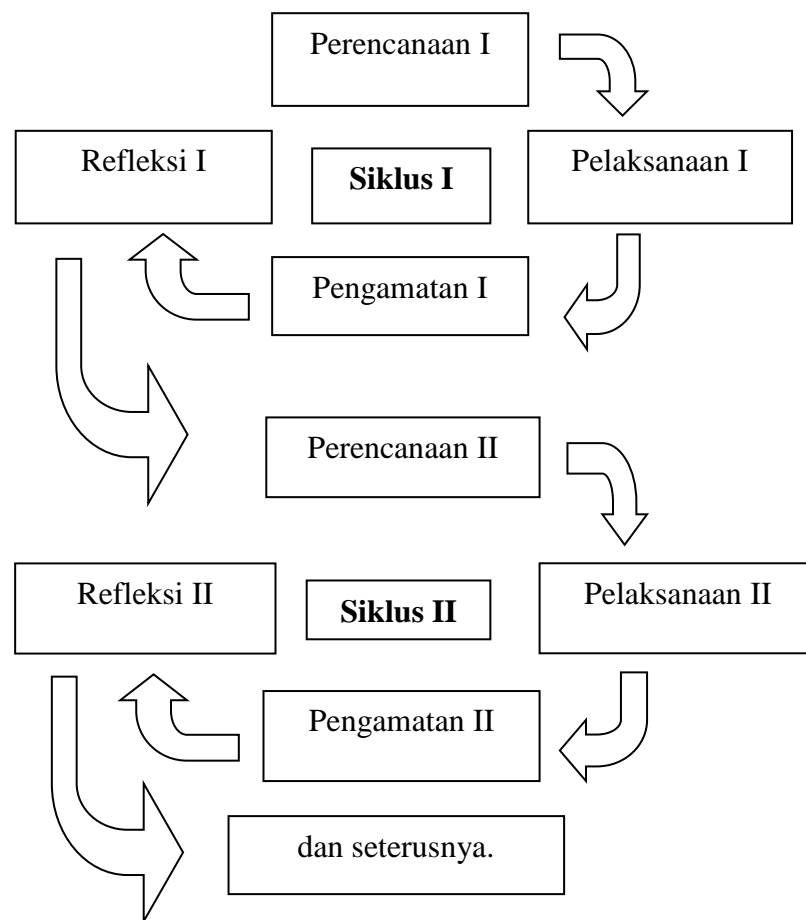 Perencanaan I
Refleksi I
Siklus I
Pelaksanaan I
Pengamatan I
Perencanaan II
Refleksi II
Siklus II
Pelaksanaan II
Pengamatan II
dan seterusnya.